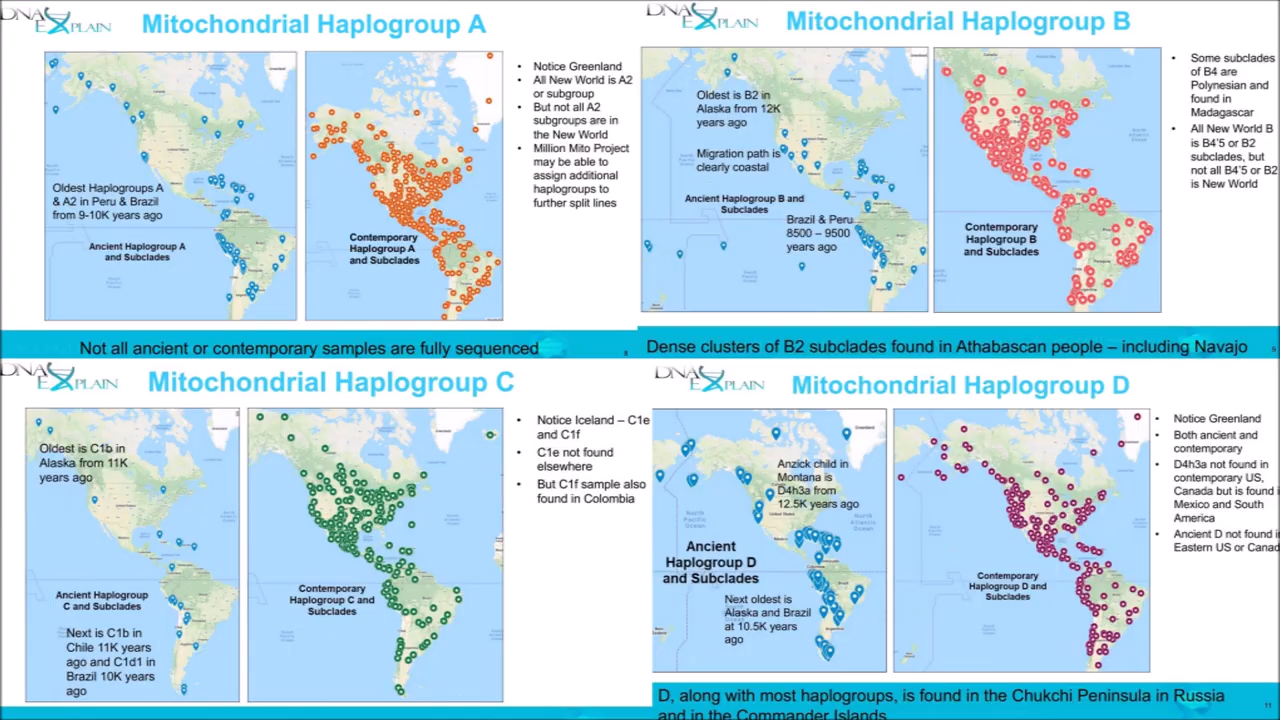 DNA
EXPLAIN
Mitochondrial Haplogroup A
Oldest Haplogroups A
& A2 in Peru & Brazil
from 9-10K years ago
Ancient Haplogroup A
and Subclades
Contemporary
Haplogroup A
and Subclades
• Notice Greenland
• All New World is A2
or subgroup
• But not all A2
subgroups are in
the New World
• Million Mito Project
may be able to
assign additional
haplogroups to
further split lines
Not all ancient or contemporary samples are fully sequenced
8
DNA
EXPLAIN
Mitochondrial Haplogroup B
Oldest is B2 in
Alaska from 12K
years ago
Migration path is
clearly coastal
Ancient Haplogroup B and
Subclades
Brazil & Peru
8500 – 9500
years ago
Contemporary
Haplogroup B
and Subclades
• Some subclades
of B4 are
Polynesian and
found in
Madagascar
• All New World B
is B4'5 or B2
subclades, but
not all B4'5 or B2
is New World
Dense clusters of B2 subclades found in Athabascan people – including Navajo
DNA
EXPLAIN
Mitochondrial Haplogroup C
Oldest is C1b in
Alaska from 11K
years ago
Ancient Haplogroup
C and Subclades
Next is C1b in
Chile 11K years
ago and C1d1 in
Brazil 10K years
ago
Contemporary
Haplogroup C and
Subclades
• Notice Iceland – C1e
and C1f
• C1e not found
elsewhere
• But C1f sample also
found in Colombia
DNA
EXPLAIN
Mitochondrial Haplogroup D
Anzick child in
Montana is
D4h3a from
12.5K years ago
Ancient
Haplogroup D
and Subclades
Next oldest is
Alaska and Brazil
at 10.5K years
ago
Contemporary
Haplogroup D and
Subclades
• Notice Greenland
• Both ancient and
contemporary
• D4h3a not found in
contemporary US,
Canada but is found i
Mexico and South
America
• Ancient D not found i
Eastern US or Canad
D, along with most haplogroups, is found in the Chukchi Peninsula in Russia
and in the Commander Islands
11